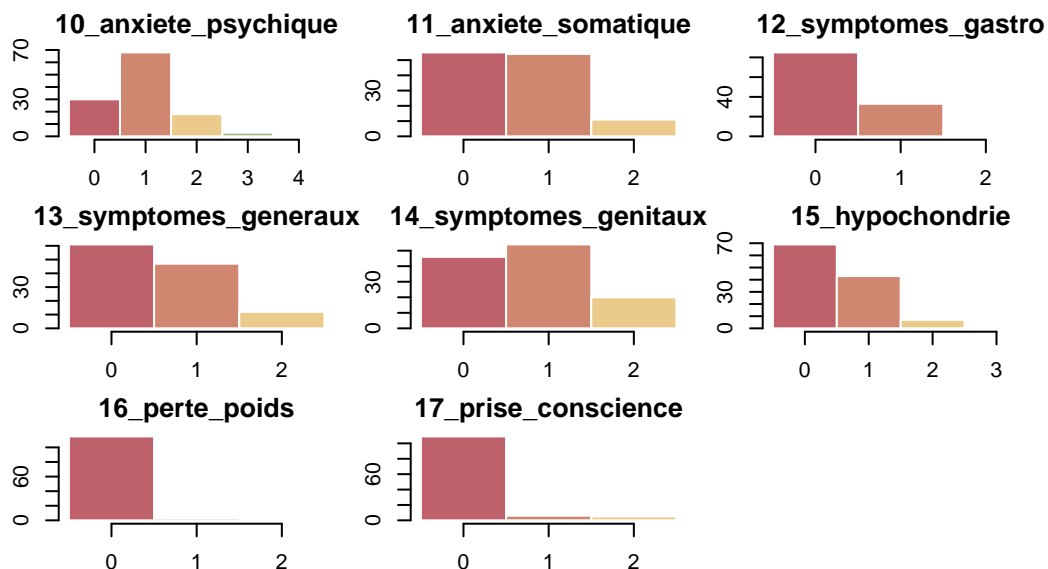 10_anxiete_psychique
70
30
0
0 1 2 3 4
11_anxiete_somatique
30
0
0 1 2
12_symptomes_gastro
40
0
0 1 2
13_symptomes_generaux
30
0
0 1 2
14_symptomes_genitaux
30
0
0 1 2
15_hypochondrie
70
30
0
0 1 2 3
16_perte_poids
60
0
0 1 2
17_prise_conscience
60
0
0 1 2